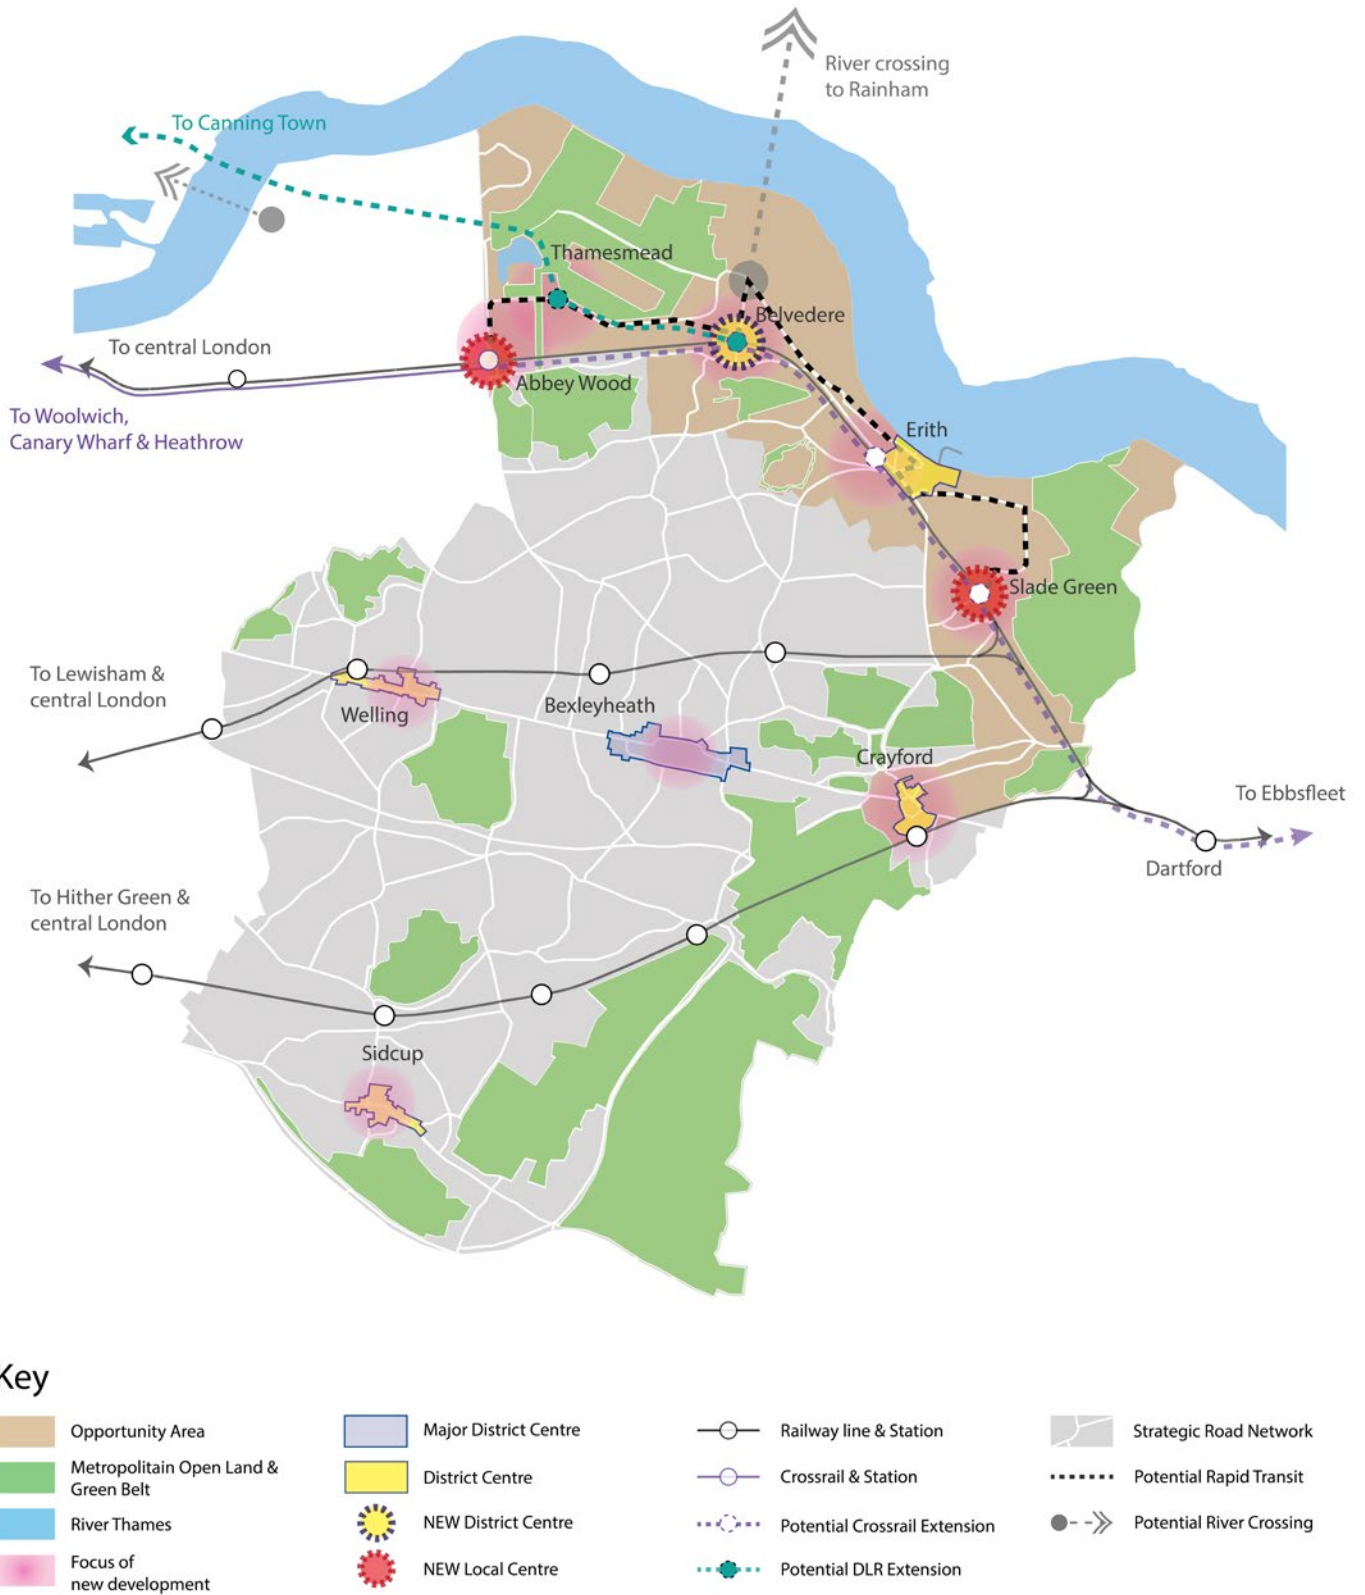 River crossing
to Rainham
To Canning Town
Thamesmead
Belvedere
To central London
Abbey Wood
To Woolwich,
Canary Wharf & Heathrow
Erith
Slade Green
To Lewisham &
central London
Welling
Bexleyheath
Crayford
To Ebbsfleet
Dartford
To Hither Green &
central London
Sidcup
Key
Opportunity Area
Metropolitain Open Land &
Green Belt
River Thames
Focus of
new development
Major District Centre
District Centre
NEW District Centre
NEW Local Centre
Railway line & Station
Crossrail & Station
Potential Crossrail Extension
Potential DLR Extension
Strategic Road Network
Potential Rapid Transit
Potential River Crossing